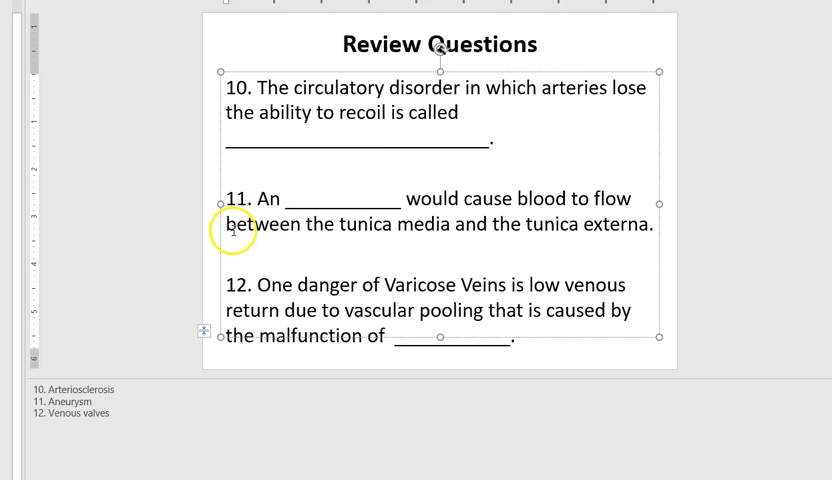 Review Questions
10. The circulatory disorder in which arteries lose
the ability to recoil is called
_________________________.
11. An ___________ would cause blood to flow
between the tunica media and the tunica externa.
12. One danger of Varicose Veins is low venous
return due to vascular pooling that is caused by
the malfunction of ___________.
10. Arteriosclerosis
11. Aneurysm
12. Venous valves